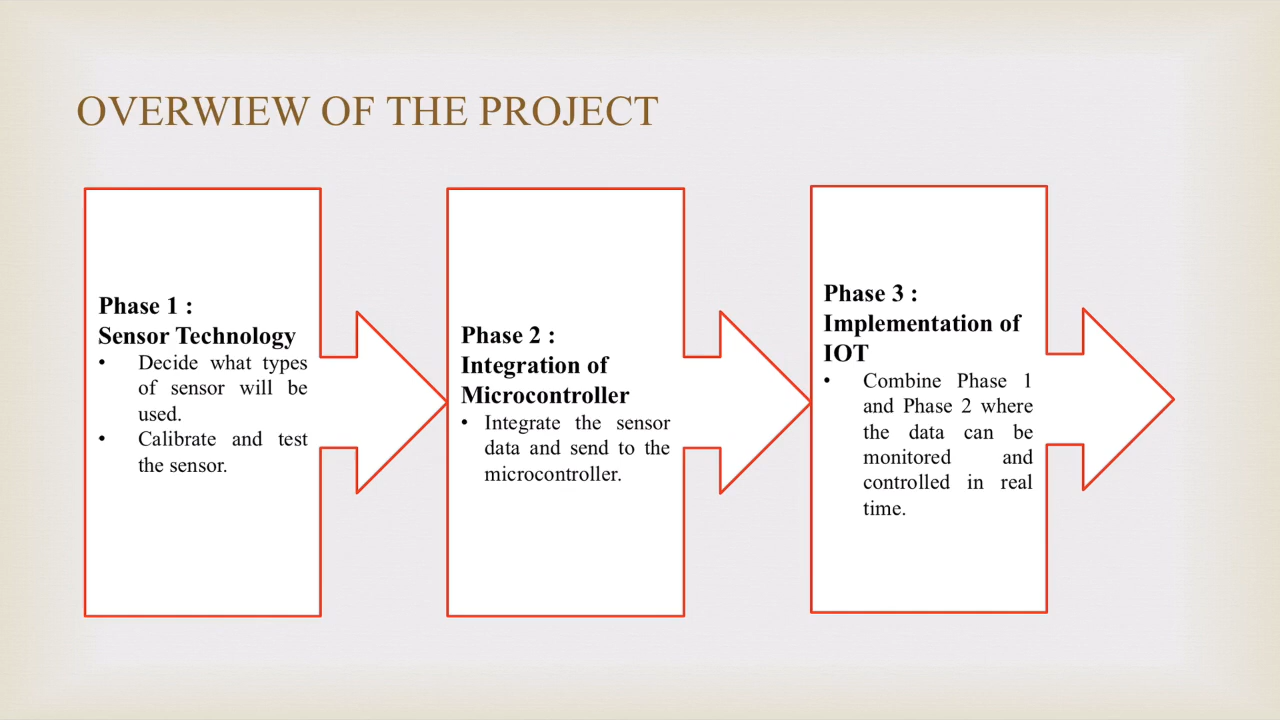 OVERWIEW OF THE PROJECT
Phase 1 :
Sensor Technology
• Decide what types
of sensor will be
used.
• Calibrate and test
the sensor.
Phase 2 :
Integration of
Microcontroller
• Integrate the sensor
data and send to the
microcontroller.
Phase 3 :
Implementation of
IOT
• Combine Phase 1
and Phase 2 where
the data can be
monitored and
controlled in real
time.